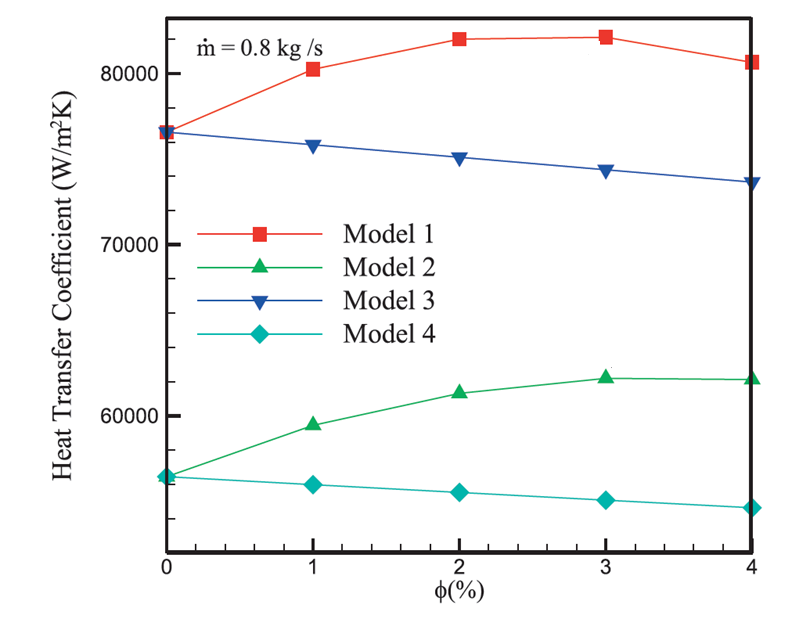 ṁ = 0.8 kg /s
80000
70000
60000
Heat Transfer Coefficient (W/m²K)
Model 1
Model 2
Model 3
Model 4
0 1 2 3 4
ϕ(%)